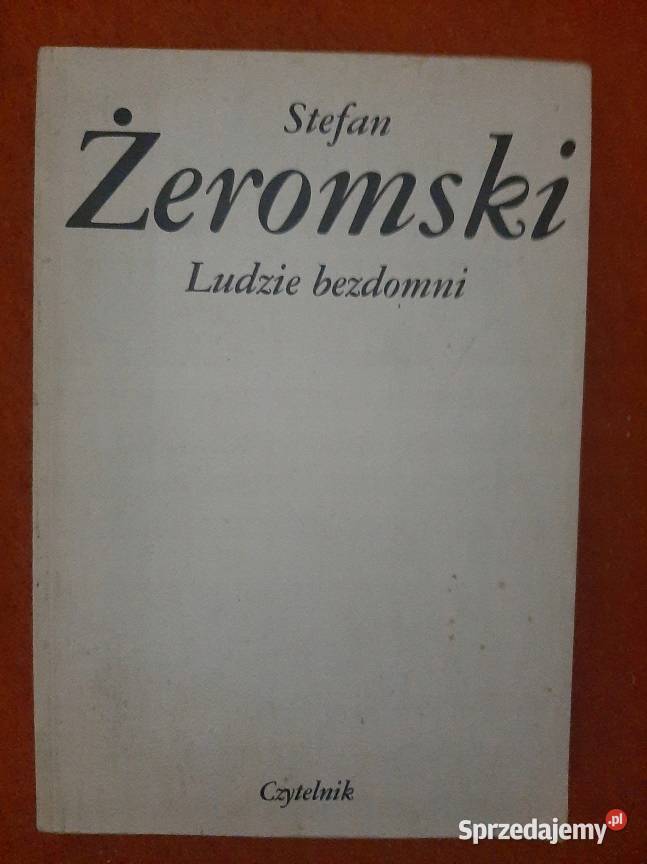 Stefan
Żeromski
Ludzie bezdomni
Czytelnik
Sprzedajemy.pl